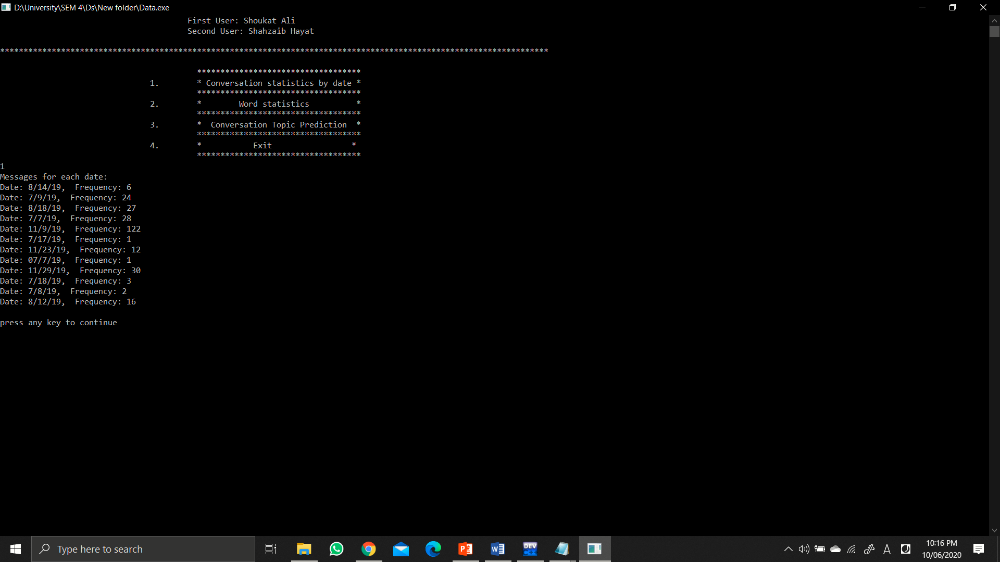 D:\University\SEM 4\Ds\New folder\Data.exe
First User: Shoukat Ali
Second User: Shahzaib Hayat
*********************************************************************************************************************
***********************************
1. * Conversation statistics by date *
***********************************
2. * Word statistics *
***********************************
3. * Conversation Topic Prediction *
***********************************
4. * Exit *
***********************************
1
Messages for each date:
Date: 8/14/19, Frequency: 6
Date: 7/9/19, Frequency: 24
Date: 8/18/19, Frequency: 27
Date: 7/7/19, Frequency: 28
Date: 11/9/19, Frequency: 122
Date: 7/17/19, Frequency: 1
Date: 11/23/19, Frequency: 12
Date: 07/7/19, Frequency: 1
Date: 11/29/19, Frequency: 30
Date: 7/18/19, Frequency: 3
Date: 7/8/19, Frequency: 2
Date: 8/12/19, Frequency: 16
press any key to continue
Type here to search
DEV
C++
10:16 PM
10/06/2020